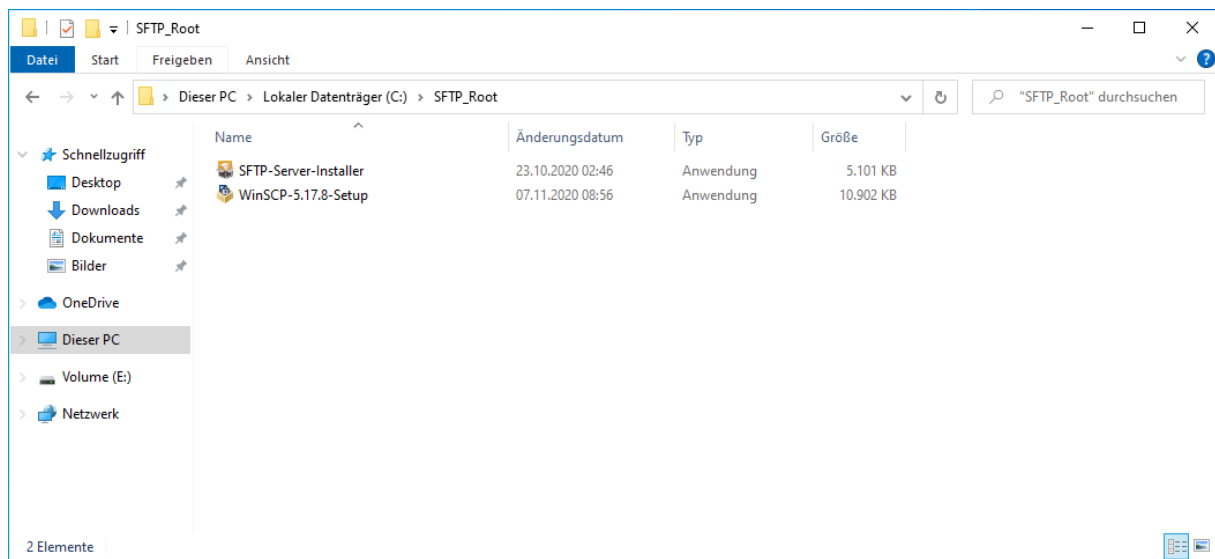 SFTP_Root
Datei Start Freigeben Ansicht
Dieser PC Lokaler Datenträger (C:) SFTP_Root "SFTP_Root" durchsuchen
Name Änderungsdatum Typ Größe
Schnellzugriff
SFTP-Server-Installer 23.10.2020 02:46 Anwendung 5.101 KB
Desktop
WinSCP-5.17.8-Setup 07.11.2020 08:56 Anwendung 10.902 KB
Downloads
Dokumente
Bilder
OneDrive
Dieser PC
Volume (E:)
Netzwerk
2 Elemente